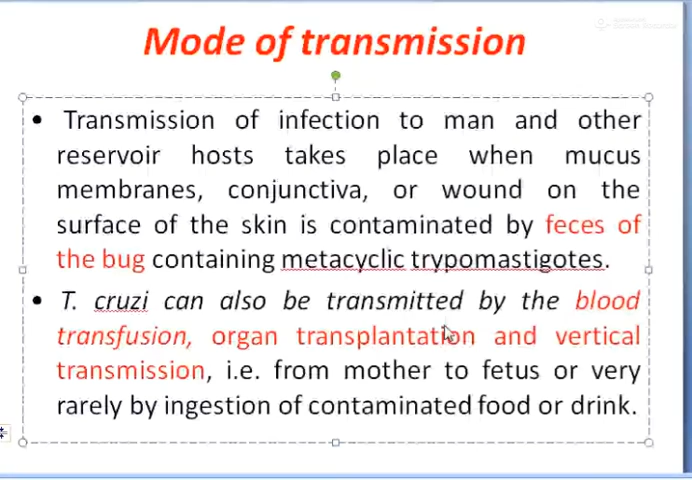 Mode of transmission
• Transmission of infection to man and other
reservoir hosts takes place when mucus
membranes, conjunctiva, or wound on the
surface of the skin is contaminated by feces of
the bug containing metacyclic trypomastigotes.
• T. cruzi can also be transmitted by the blood
transfusion, organ transplantation and vertical
transmission, i.e. from mother to fetus or very
rarely by ingestion of contaminated food or drink.